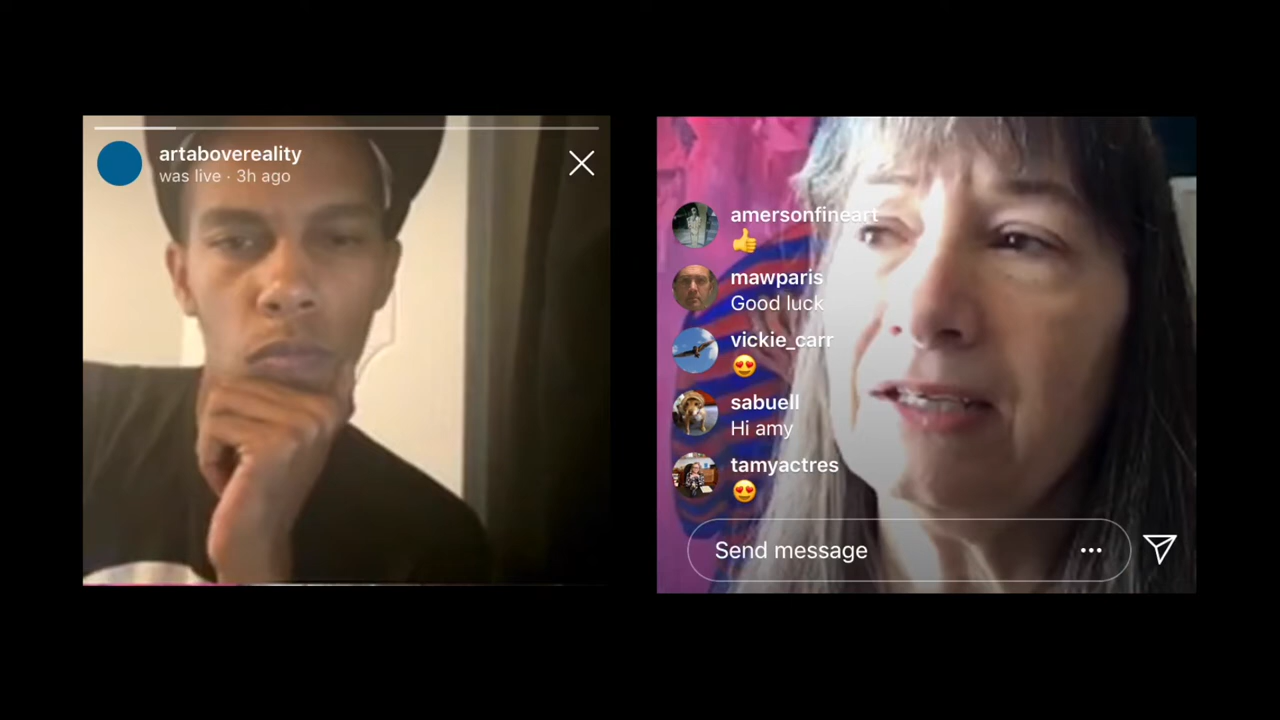 artabovereality
was live · 3h ago
amersonfineart
👍
mawparis
Good luck
vickie_carr
😍
sabuell
Hi amy
tamyactres
😍
Send message